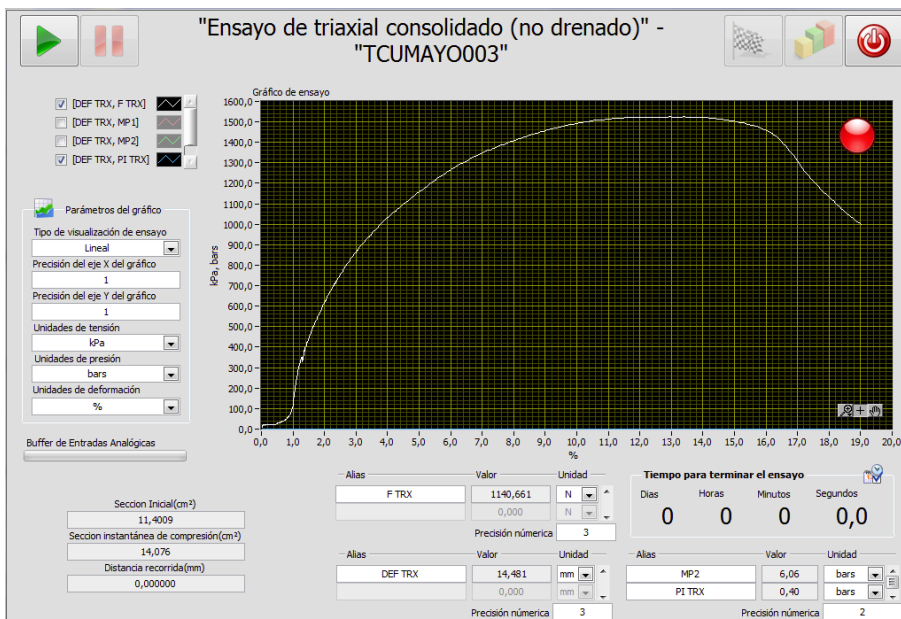 "Ensayo de triaxial consolidado (no drenado)" -
"TCUMAYO003"
[DEF TRX, F TRX]
[DEF TRX, MP1]
[DEF TRX, MP2]
[DEF TRX, PI TRX]
Parámetros del gráfico
Tipo de visualización de ensayo
Lineal
Precisión del eje X del gráfico
1
Precisión del eje Y del gráfico
1
Unidades de tensión
kPa
Unidades de presión
bars
Unidades de deformación
%
Buffer de Entradas Analógicas
Gráfico de ensayo
1600,0
1500,0
1400,0
1300,0
1200,0
1100,0
1000,0
900,0
800,0
700,0
600,0
500,0
400,0
300,0
200,0
100,0
0,0
kPa, bars
0,0 1,0 2,0 3,0 4,0 5,0 6,0 7,0 8,0 9,0 10,0 11,0 12,0 13,0 14,0 15,0 16,0 17,0 18,0 19,0 20,0
%
Seccion Inicial(cm²)
11,4009
Seccion instantánea de compresión(cm²)
14,076
Distancia recorrida(mm)
0,000000
Alias Valor Unidad
F TRX 1140,661 N
0,000 N
Precisión númerica 3
Alias Valor Unidad
DEF TRX 14,481 mm
0,000 mm
Precisión númerica 3
Tiempo para terminar el ensayo
Dias Horas Minutos Segundos
0 0 0 0,0
Alias Valor Unidad
MP2 6,06 bars
PI TRX 0,40 bars
Precisión númerica 2